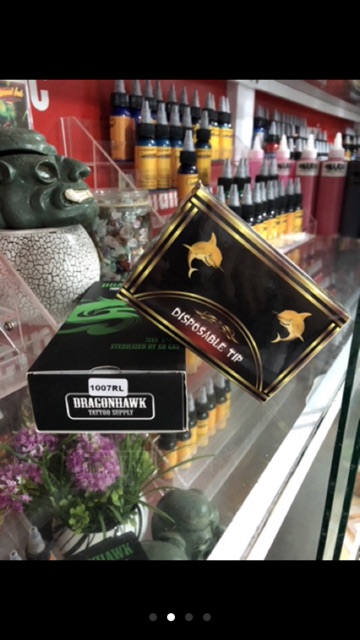 DISPOSABLE TIP
STERILIZED BY EO GAS
1007RL
DRAGONHAWK
TATTOO SUPPLY